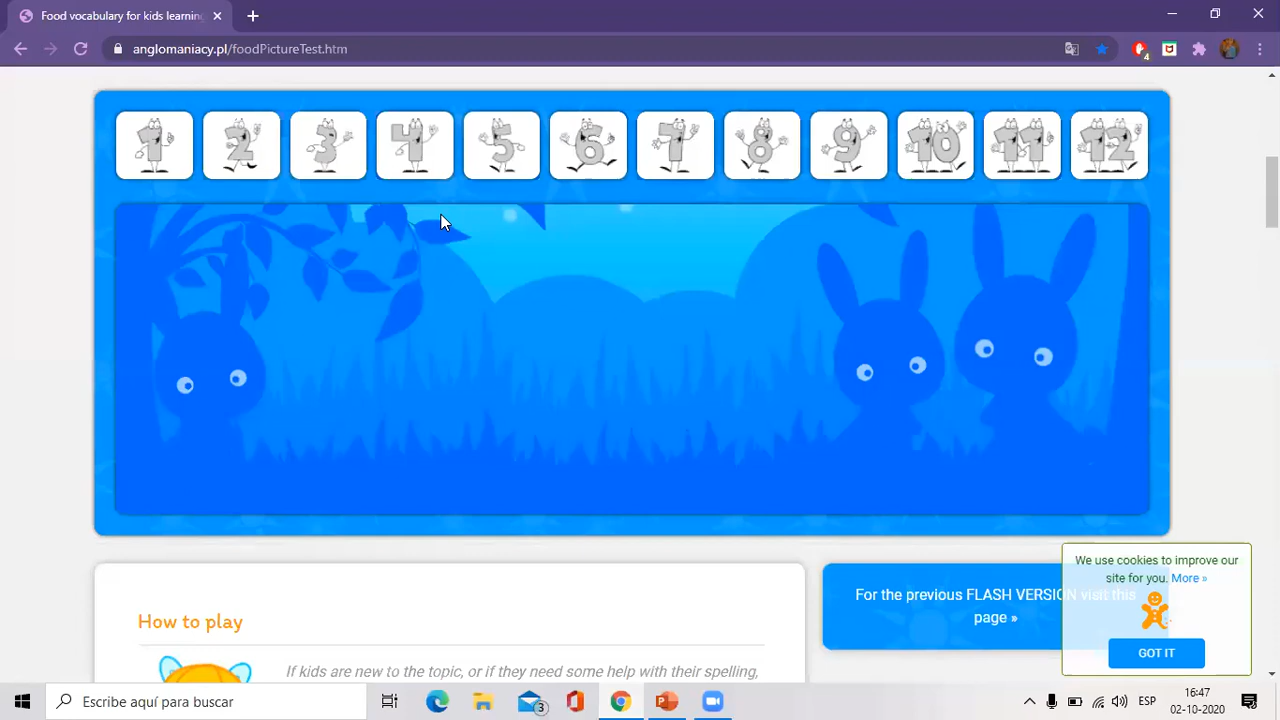 Food vocabulary for kids learning
anglomaniacy.pl/foodPictureTest.htm
4
1 2 3 4 5 6 7 8 9 10 11 12
How to play
If kids are new to the topic, or if they need some help with their spelling,
For the previous FLASH VERSION visit this
page »
We use cookies to improve our
site for you. More »
GOT IT
Escribe aquí para buscar
3
ESP
16:47
02-10-2020